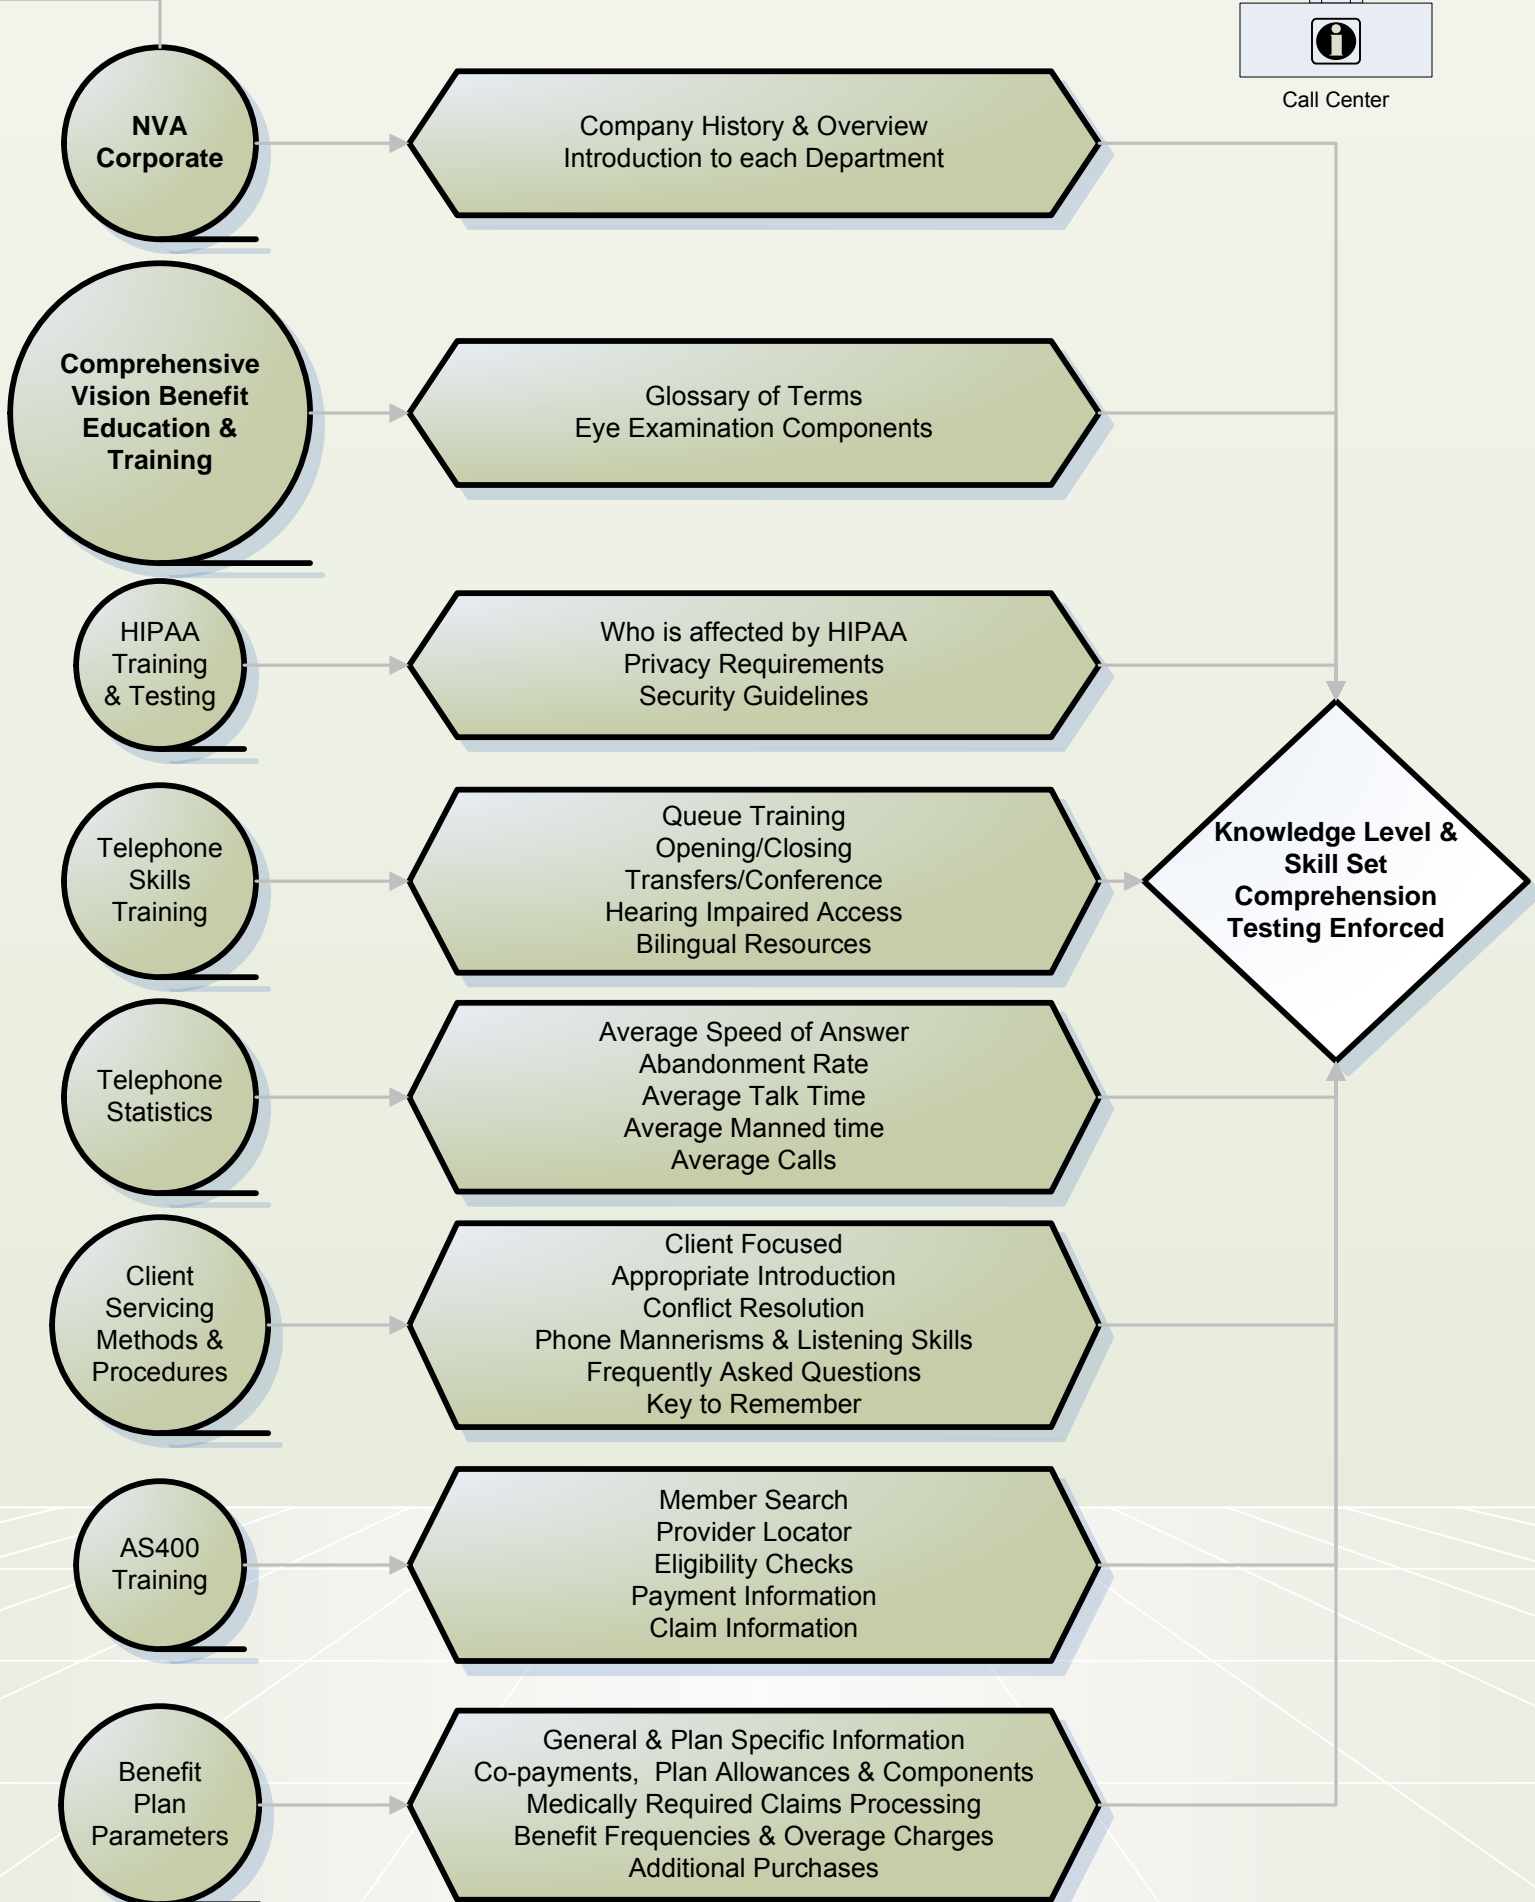 Call Center
NVA
Corporate
Company History & Overview
Introduction to each Department
Comprehensive
Vision Benefit
Education &
Training
Glossary of Terms
Eye Examination Components
HIPAA
Training
& Testing
Who is affected by HIPAA
Privacy Requirements
Security Guidelines
Telephone
Skills
Training
Queue Training
Opening/Closing
Transfers/Conference
Hearing Impaired Access
Bilingual Resources
Knowledge Level &
Skill Set
Comprehension
Testing Enforced
Telephone
Statistics
Average Speed of Answer
Abandonment Rate
Average Talk Time
Average Manned time
Average Calls
Client
Servicing
Methods &
Procedures
Client Focused
Appropriate Introduction
Conflict Resolution
Phone Mannerisms & Listening Skills
Frequently Asked Questions
Key to Remember
AS400
Training
Member Search
Provider Locator
Eligibility Checks
Payment Information
Claim Information
Benefit
Plan
Parameters
General & Plan Specific Information
Co-payments,  Plan Allowances & Components
Medically Required Claims Processing
Benefit Frequencies & Overage Charges
Additional Purchases